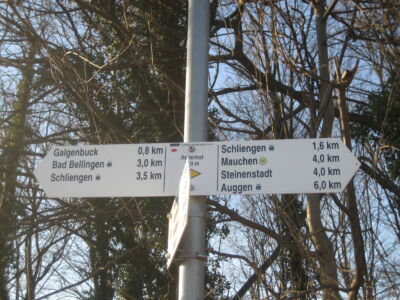 Galgenbuck 0,8 km
Bad Bellingen 3,0 km
Schliengen 3,5 km
Schliengen 1,6 km
Mauchen 4,0 km
Steinenstadt 4,0 km
Auggen 6,0 km